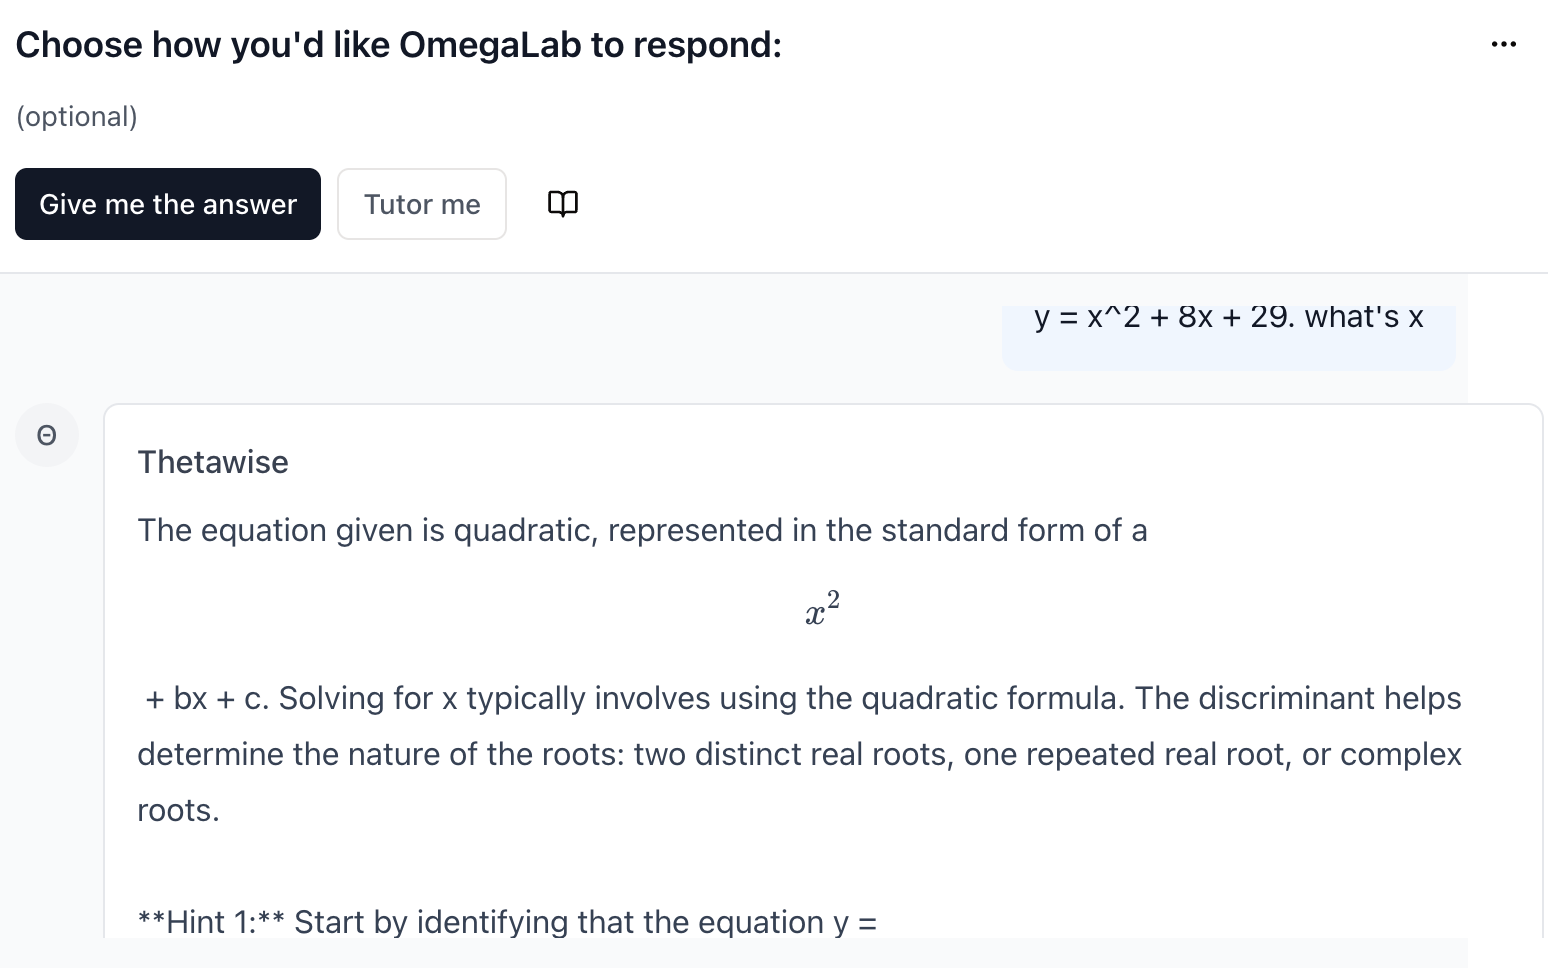 Choose how you'd like OmegaLab to respond:
(optional)
Give me the answer Tutor me
y = x^2 + 8x + 29. what's x
Θ
Thetawise
The equation given is quadratic, represented in the standard form of a
x²
+ bx + c. Solving for x typically involves using the quadratic formula. The discriminant helps
determine the nature of the roots: two distinct real roots, one repeated real root, or complex
roots.
**Hint 1:** Start by identifying that the equation y =